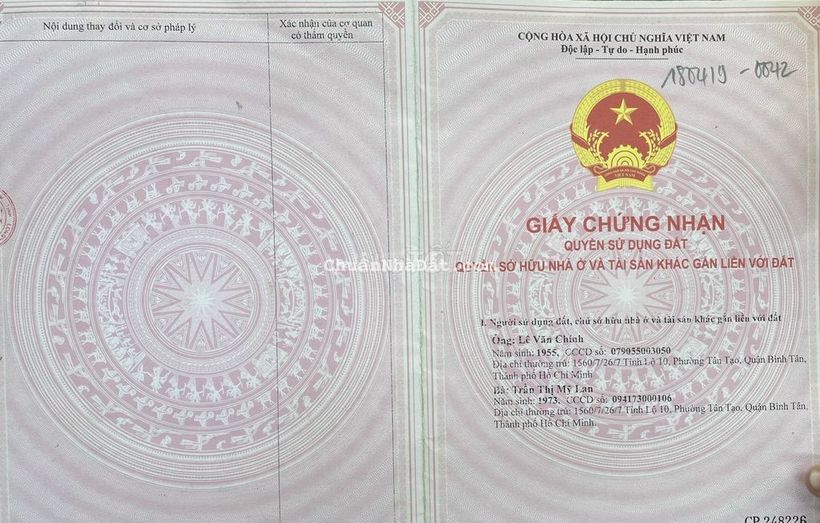 Nội dung thay đổi và cơ sở pháp lý
Xác nhận của cơ quan
có thẩm quyền
CỘNG HÒA XÃ HỘI CHỦ NGHĨA VIỆT NAM
Độc lập - Tự do - Hạnh phúc
180419 - 0042
GIẤY CHỨNG NHẬN
QUYỀN SỬ DỤNG ĐẤT
QUYỀN SỞ HỮU NHÀ Ở VÀ TÀI SẢN KHÁC GẮN LIỀN VỚI ĐẤT
ChuẩnNhàĐất
I. Người sử dụng đất, chủ sở hữu nhà ở và tài sản khác gắn liền với đất
Ông: Lê Văn Chinh
Năm sinh: 1955, CCCD số: 079055003050
Địa chỉ thường trú: 1560/7/26/7 Tỉnh Lộ 10, Phường Tân Tạo, Quận Bình Tân,
Thành phố Hồ Chí Minh
Bà: Trần Thị Mỹ Lan
Năm sinh: 1973, CCCD số: 094173000106
Địa chỉ thường trú: 1560/7/26/7 Tỉnh Lộ 10, Phường Tân Tạo, Quận Bình Tân,
Thành phố Hồ Chí Minh.
CP 248226